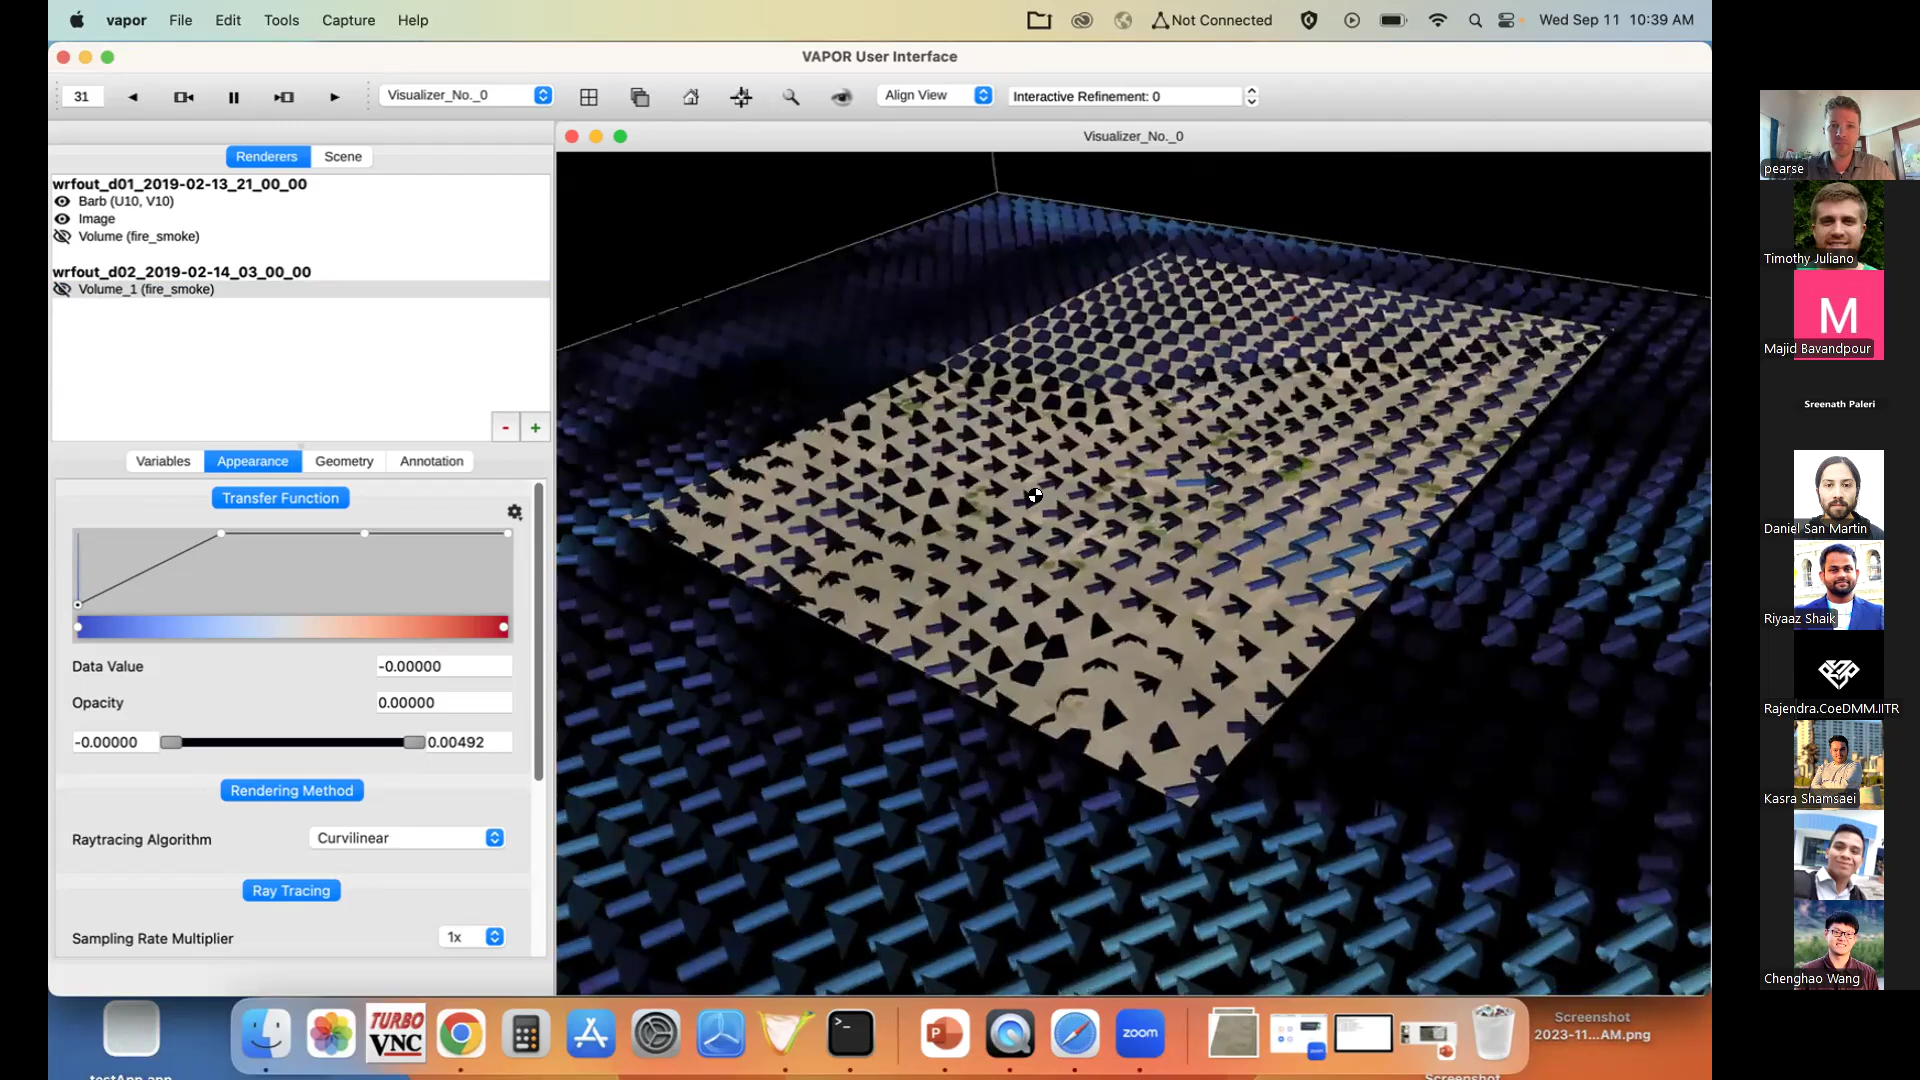 vapor File Edit Tools Capture Help Not Connected Wed Sep 11 10:39 AM
VAPOR User Interface
31 Visualizer_No._0 Align View Interactive Refinement: 0
Visualizer_No._0
Renderers Scene
wrfout_d01_2019-02-13_21_00_00
Barb (U10, V10)
Image
Volume (fire_smoke)
wrfout_d02_2019-02-14_03_00_00
Volume_1 (fire_smoke)
- +
Variables Appearance Geometry Annotation
Transfer Function
Data Value -0.00000
Opacity 0.00000
-0.00000 0.00492
Rendering Method
Raytracing Algorithm Curvilinear
Ray Tracing
Sampling Rate Multiplier 1x
TURBO
VNC
zoom
Screenshot
2023-11...AM.png
testApp.app
Screenshot
pearse
Timothy Juliano
M
Majid Bavandpour
Sreenath Paleri
Daniel San Martin
Riyaaz Shaik
Rajendra.CoeDMM.IITR
Kasra Shamsaei
Chenghao Wang